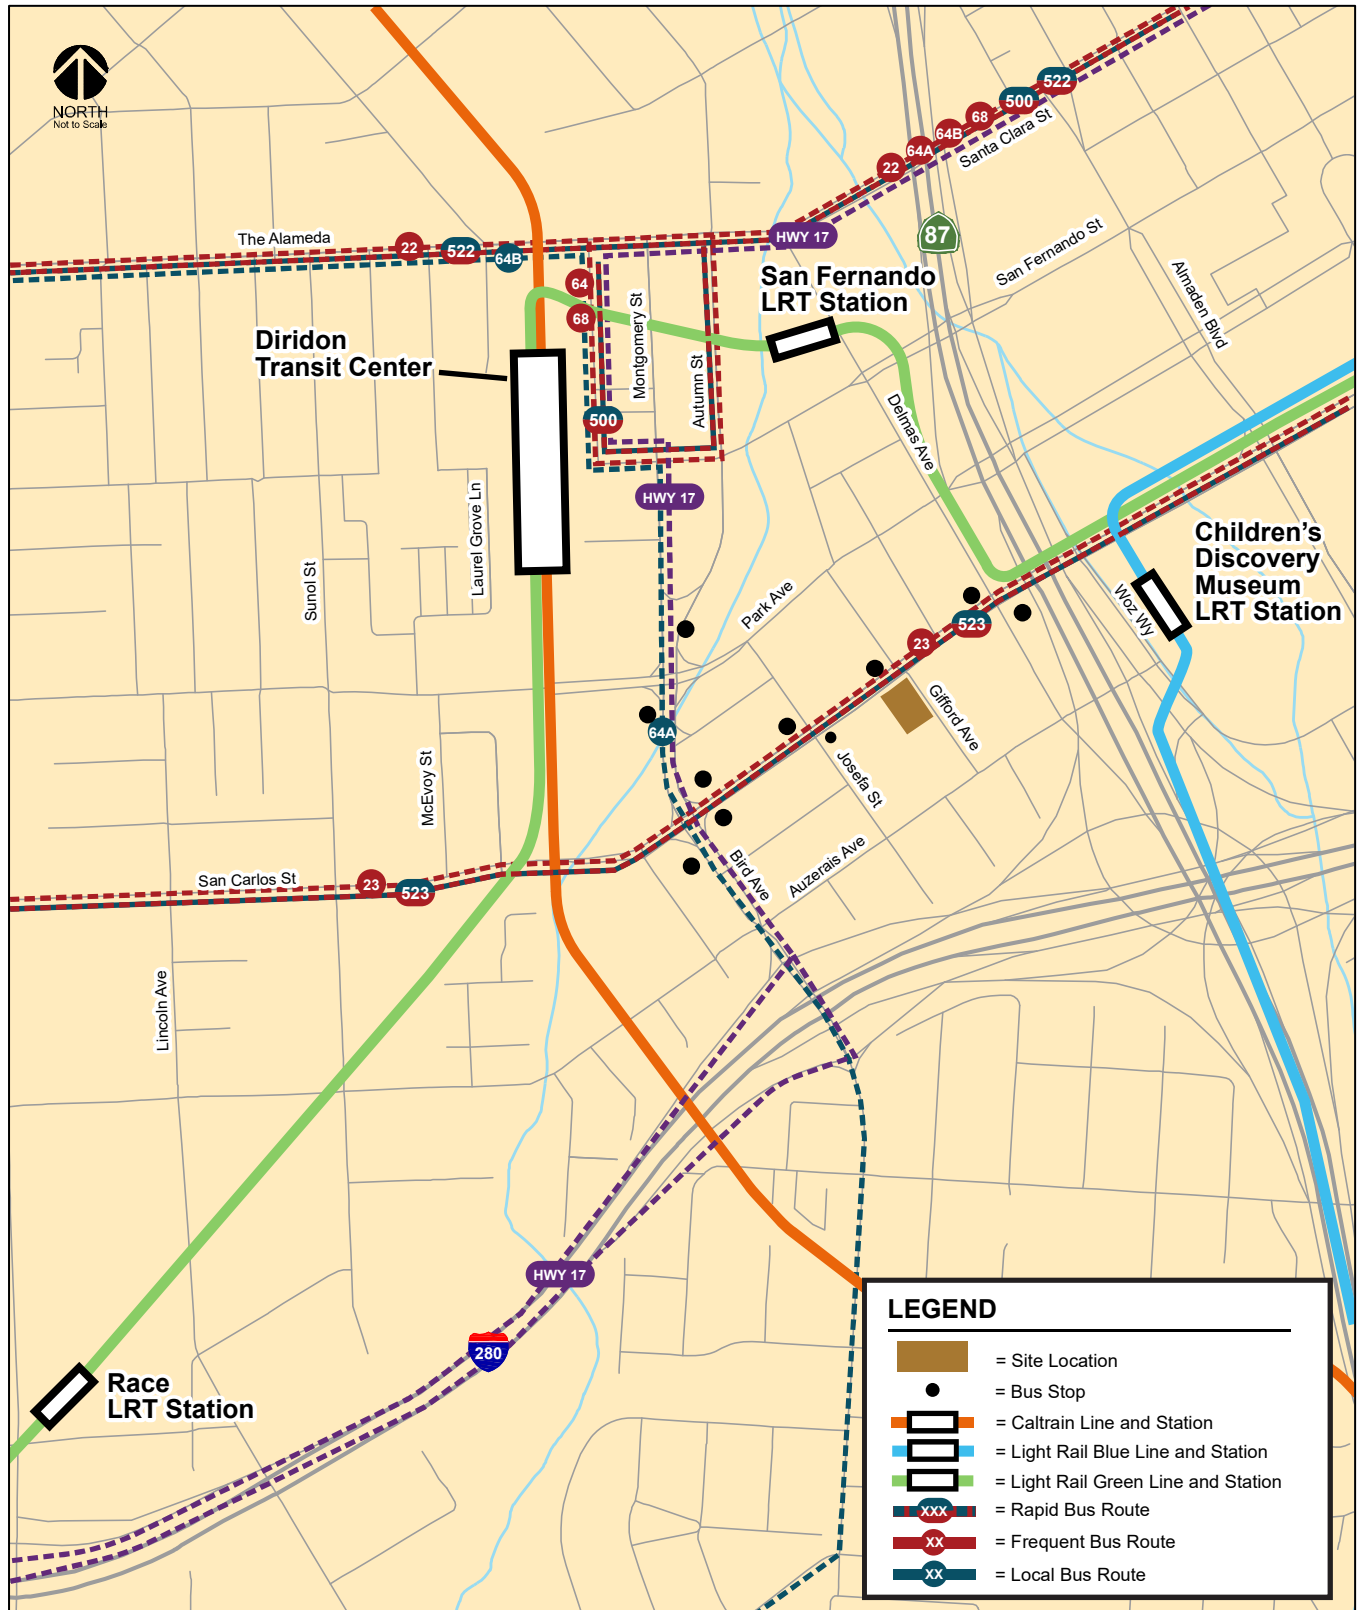 NORTH
Not to Scale
522
500
68
64B
64A
22
Santa Clara St
The Alameda
22
522
64B
HWY 17
87
San Fernando St
Almaden Blvd
San Fernando
LRT Station
64
68
Montgomery St
Autumn St
Diridon
Transit Center
500
Delmas Ave
HWY 17
Laurel Grove Ln
Sunol St
Children's
Discovery
Museum
LRT Station
Woz Wy
Park Ave
523
23
Gifford Ave
64A
Josefa St
McEvoy St
Bird Ave
Auzerais Ave
San Carlos St
23
523
Lincoln Ave
HWY 17
280
Race
LRT Station
LEGEND
= Site Location
= Bus Stop
= Caltrain Line and Station
= Light Rail Blue Line and Station
= Light Rail Green Line and Station
XXX = Rapid Bus Route
XX = Frequent Bus Route
XX = Local Bus Route